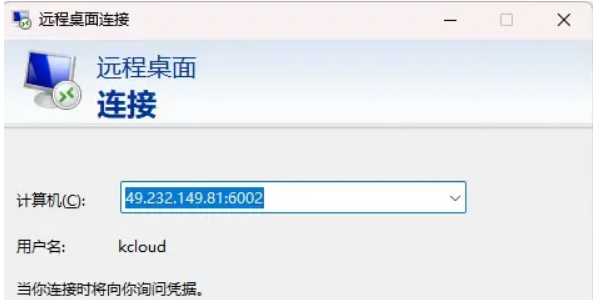 远程桌面连接
远程桌面
连接
计算机(C): 49.232.149.81:6002
用户名: kcloud
当你连接时将向你询问凭据。